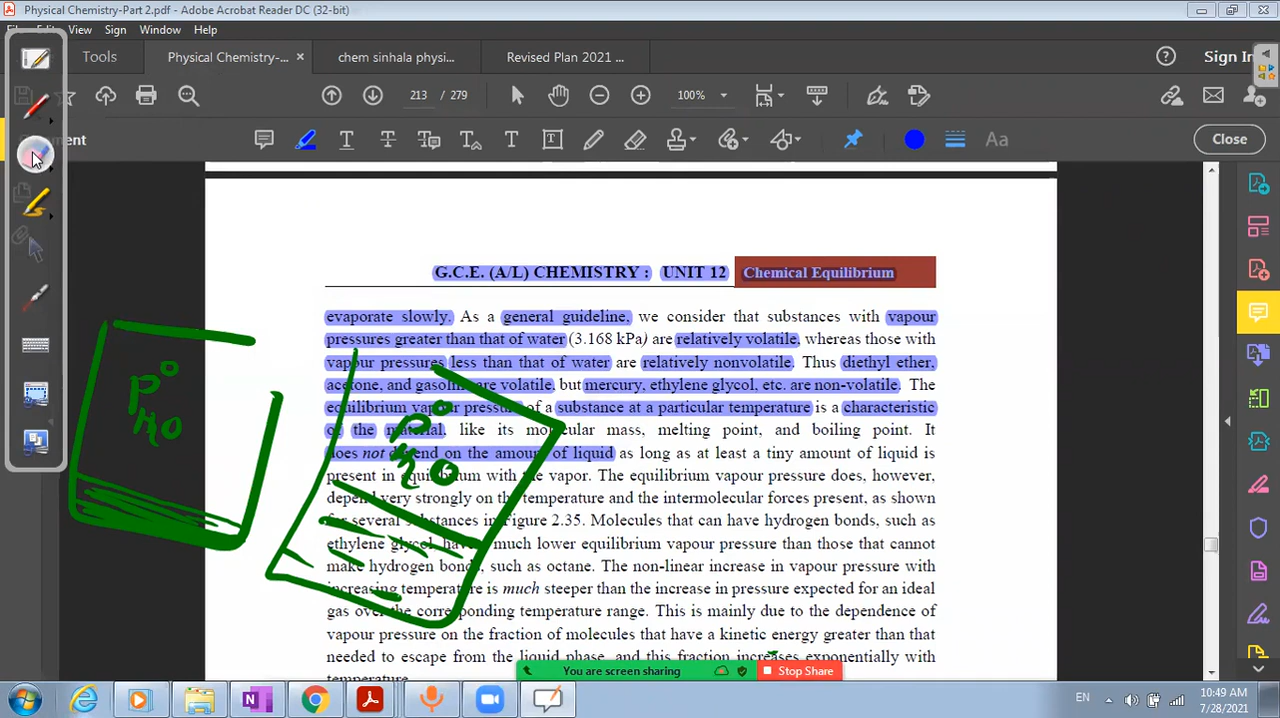 Physical Chemistry-Part 2.pdf - Adobe Acrobat Reader DC (32-bit)
View Sign Window Help
Tools Physical Chemistry-... × chem sinhala physi... Revised Plan 2021 ... Sign In
213 / 279 100%
Aa Close
G.C.E. (A/L) CHEMISTRY : UNIT 12 Chemical Equilibrium
evaporate slowly. As a general guideline, we consider that substances with vapour
pressures greater than that of water (3.168 kPa) are relatively volatile, whereas those with
vapour pressures less than that of water are relatively nonvolatile. Thus diethyl ether,
acetone, and gasoline are volatile, but mercury, ethylene glycol, etc. are non-volatile. The
equilibrium vapour pressure of a substance at a particular temperature is a characteristic
of the material, like its molecular mass, melting point, and boiling point. It
does not depend on the amount of liquid as long as at least a tiny amount of liquid is
present in equilibrium with the vapor. The equilibrium vapour pressure does, however,
depend very strongly on the temperature and the intermolecular forces present, as shown
for several substances in Figure 2.35. Molecules that can have hydrogen bonds, such as
ethylene glycol, have much lower equilibrium vapour pressure than those that cannot
make hydrogen bonds, such as octane. The non-linear increase in vapour pressure with
increasing temperature is much steeper than the increase in pressure expected for an ideal
gas over the corresponding temperature range. This is mainly due to the dependence of
vapour pressure on the fraction of molecules that have a kinetic energy greater than that
needed to escape from the liquid phase, and this fraction increases exponentially with
temperature.
You are screen sharing Stop Share
EN 10:49 AM
7/28/2021